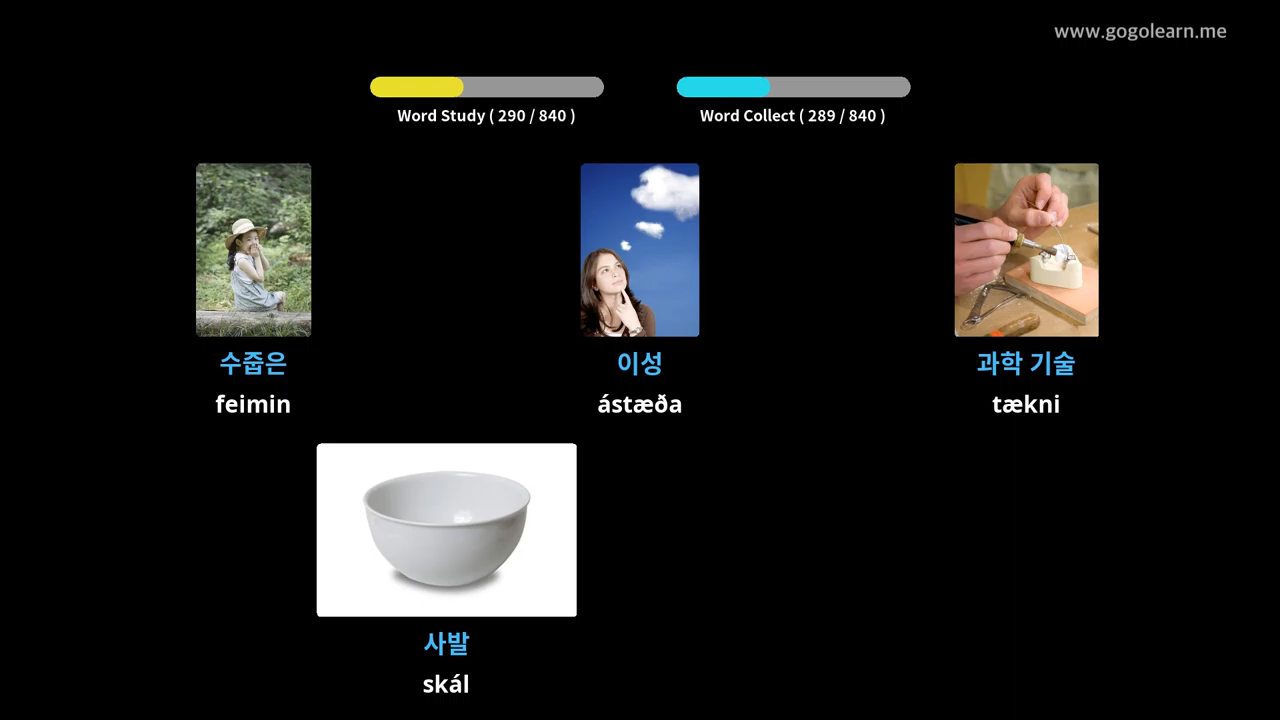 www.gogolearn.me
Word Study ( 290 / 840 )
Word Collect ( 289 / 840 )
수줍은
feimin
이성
ástæða
과학 기술
tækni
사발
skál